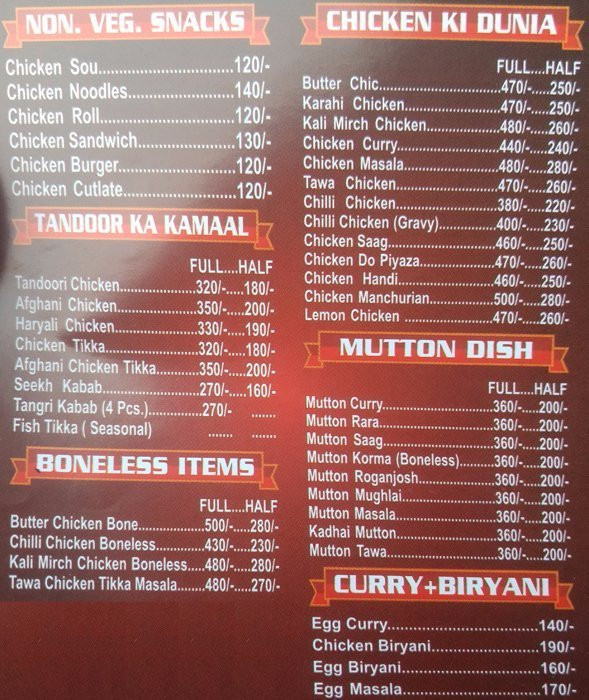 NON. VEG. SNACKS
Chicken Sou..............................120/-
Chicken Noodles........................140/-
Chicken Roll..............................120/-
Chicken Sandwich.....................130/-
Chicken Burger..........................120/-
Chicken Cutlate.........................120/-
TANDOOR KA KAMAAL
FULL....HALF
Tandoori Chicken.................320/-.....180/-
Afghani Chicken..................350/-.....200/-
Haryali Chicken...................330/-.....190/-
Chicken Tikka......................320/-.....180/-
Afghani Chicken Tikka.........350/-.....200/-
Seekh Kabab.......................270/-....160/-
Tangri Kabab (4 Pcs.)...........270/- ......
Fish Tikka ( Seasonal) ...... ......
BONELESS ITEMS
FULL....HALF
Butter Chicken Bone.............500/-....280/-
Chilli Chicken Boneless.........430/-....230/-
Kali Mirch Chicken Boneless...480/-....280/-
Tawa Chicken Tikka Masala.....480/-....270/-
CHICKEN KI DUNIA
FULL....HALF
Butter Chic..........................470/-.....250/-
Karahi Chicken....................470/-.....250/-
Kali Mirch Chicken...............480/-.....260/-
Chicken Curry.....................440/-.....240/-
Chicken Masala...................480/-.....280/-
Tawa Chicken.....................470/-.....260/-
Chilli Chicken.....................380/-.....220/-
Chilli Chicken (Gravy)...........400/-.....230/-
Chicken Saag......................460/-.....250/-
Chicken Do Piyaza................470/-.....260/-
Chicken Handi....................460/-.....250/-
Chicken Manchurian.............500/-.....280/-
Lemon Chicken ...................470/-....260/-
MUTTON DISH
FULL....HALF
Mutton Curry.......................360/-....200/-
Mutton Rara........................360/-....200/-
Mutton Saag.......................360/-....200/-
Mutton Korma (Boneless).......360/-....200/-
Mutton Roganjosh................360/-....200/-
Mutton Mughlai...................360/-....200/-
Mutton Masala....................360/-....200/-
Kadhai Mutton....................360/-....200/-
Mutton Tawa.......................360/-....200/-
CURRY+BIRYANI
Egg Curry..............................140/-
Chicken Biryani......................190/-
Egg Biryani............................160/-
Egg Masala............................170/-